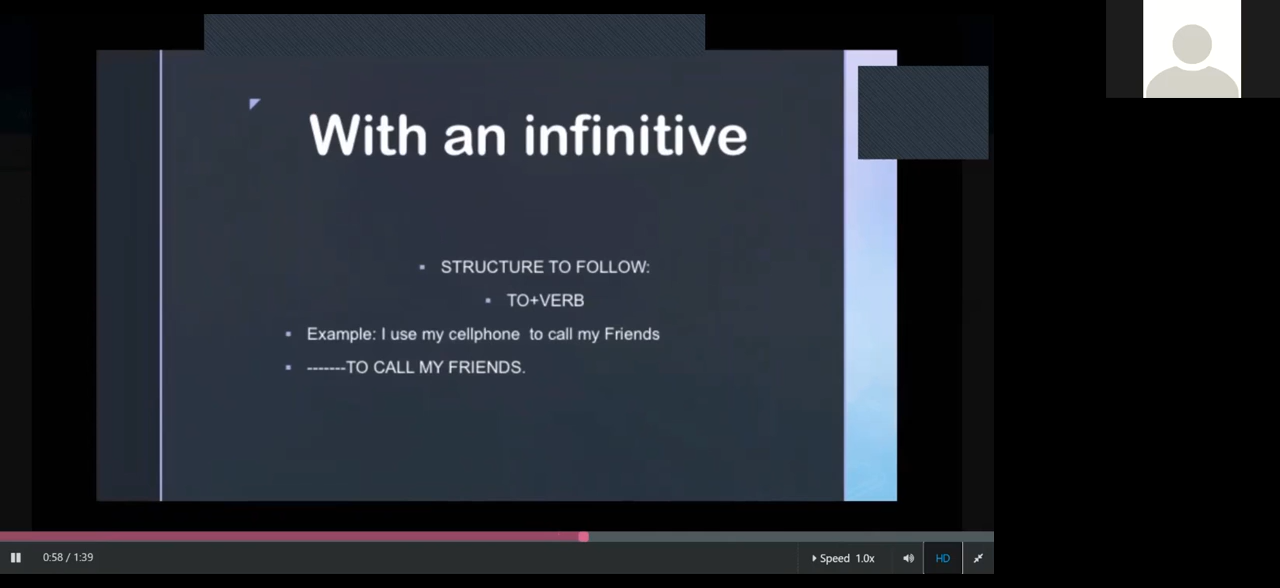 With an infinitive
▪ STRUCTURE TO FOLLOW:
▪ TO+VERB
▪ Example: I use my cellphone  to call my Friends
▪ -------TO CALL MY FRIENDS.
0:58 / 1:39
Speed 1.0x
HD